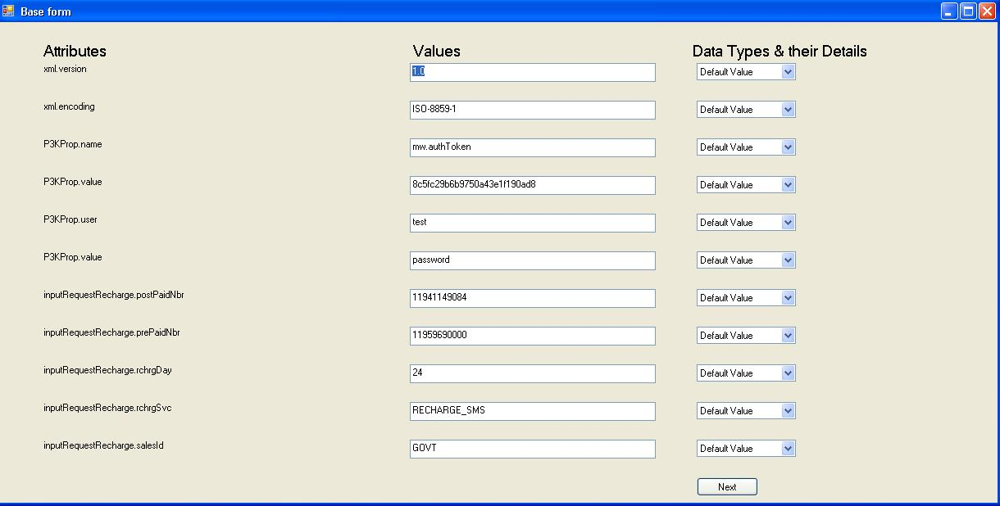 Base form
Attributes Values Data Types & their Details
xml.version 1.0 Default Value
xml.encoding ISO-8859-1 Default Value
P3KProp.name mw.authToken Default Value
P3KProp.value 8c5fc29b6b9750a43e1f190ad8 Default Value
P3KProp.user test Default Value
P3KProp.value password Default Value
inputRequestRecharge.postPaidNbr 11941149084 Default Value
inputRequestRecharge.prePaidNbr 11959690000 Default Value
inputRequestRecharge.rchrgDay 24 Default Value
inputRequestRecharge.rchrgSvc RECHARGE_SMS Default Value
inputRequestRecharge.salesId GOVT Default Value
Next